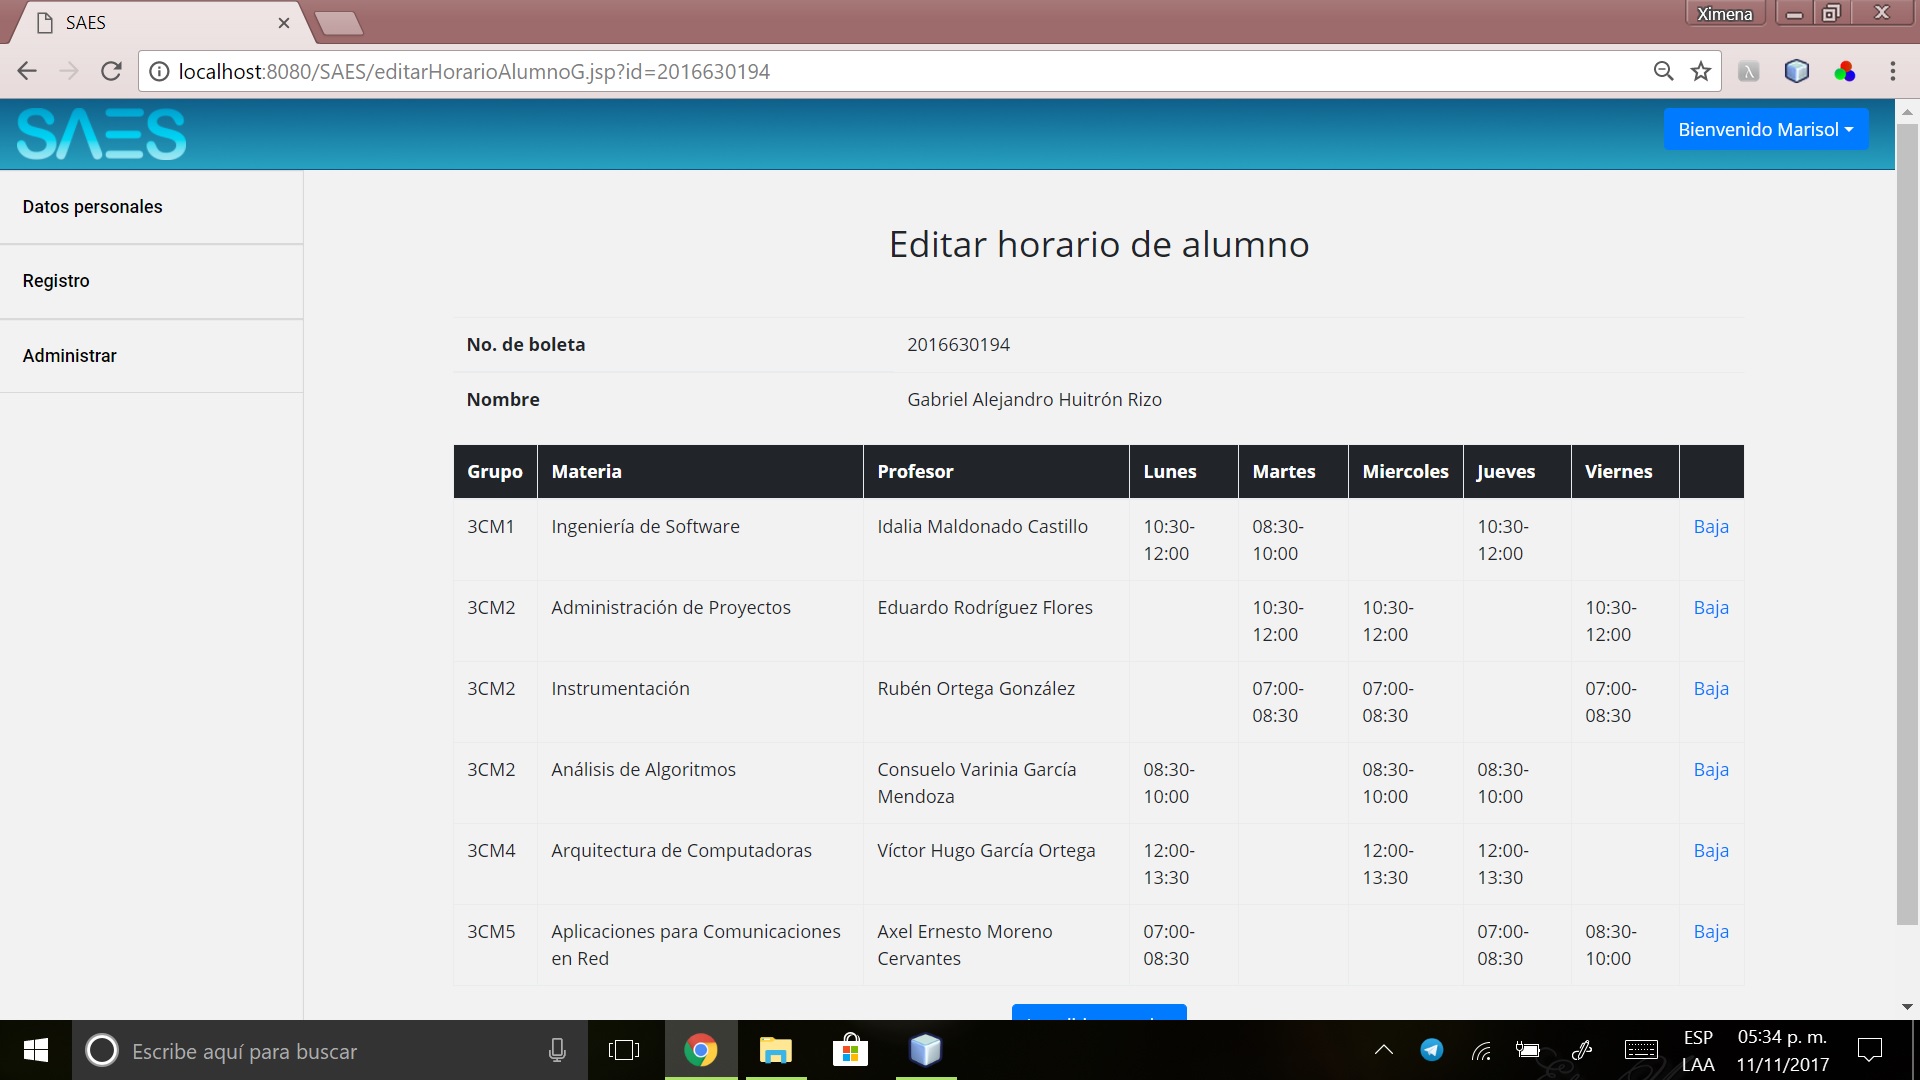 SAES
Ximena
localhost:8080/SAES/editarHorarioAlumnoG.jsp?id=2016630194
SAES
Bienvenido Marisol
Datos personales
Registro
Administrar
Editar horario de alumno
No. de boleta 2016630194
Nombre Gabriel Alejandro Huitrón Rizo
Grupo Materia Profesor Lunes Martes Miercoles Jueves Viernes
3CM1 Ingeniería de Software Idalia Maldonado Castillo 10:30- 08:30- 10:30- Baja
12:00 10:00 12:00
3CM2 Administración de Proyectos Eduardo Rodríguez Flores 10:30- 10:30- 10:30- Baja
12:00 12:00 12:00
3CM2 Instrumentación Rubén Ortega González 07:00- 07:00- 07:00- Baja
08:30 08:30 08:30
3CM2 Análisis de Algoritmos Consuelo Varinia García 08:30- 08:30- 08:30- Baja
Mendoza 10:00 10:00 10:00
3CM4 Arquitectura de Computadoras Víctor Hugo García Ortega 12:00- 12:00- 12:00- Baja
13:30 13:30 13:30
3CM5 Aplicaciones para Comunicaciones Axel Ernesto Moreno 07:00- 07:00- 08:30- Baja
en Red Cervantes 08:30 08:30 10:00
Escribe aquí para buscar
ESP 05:34 p. m.
LAA 11/11/2017